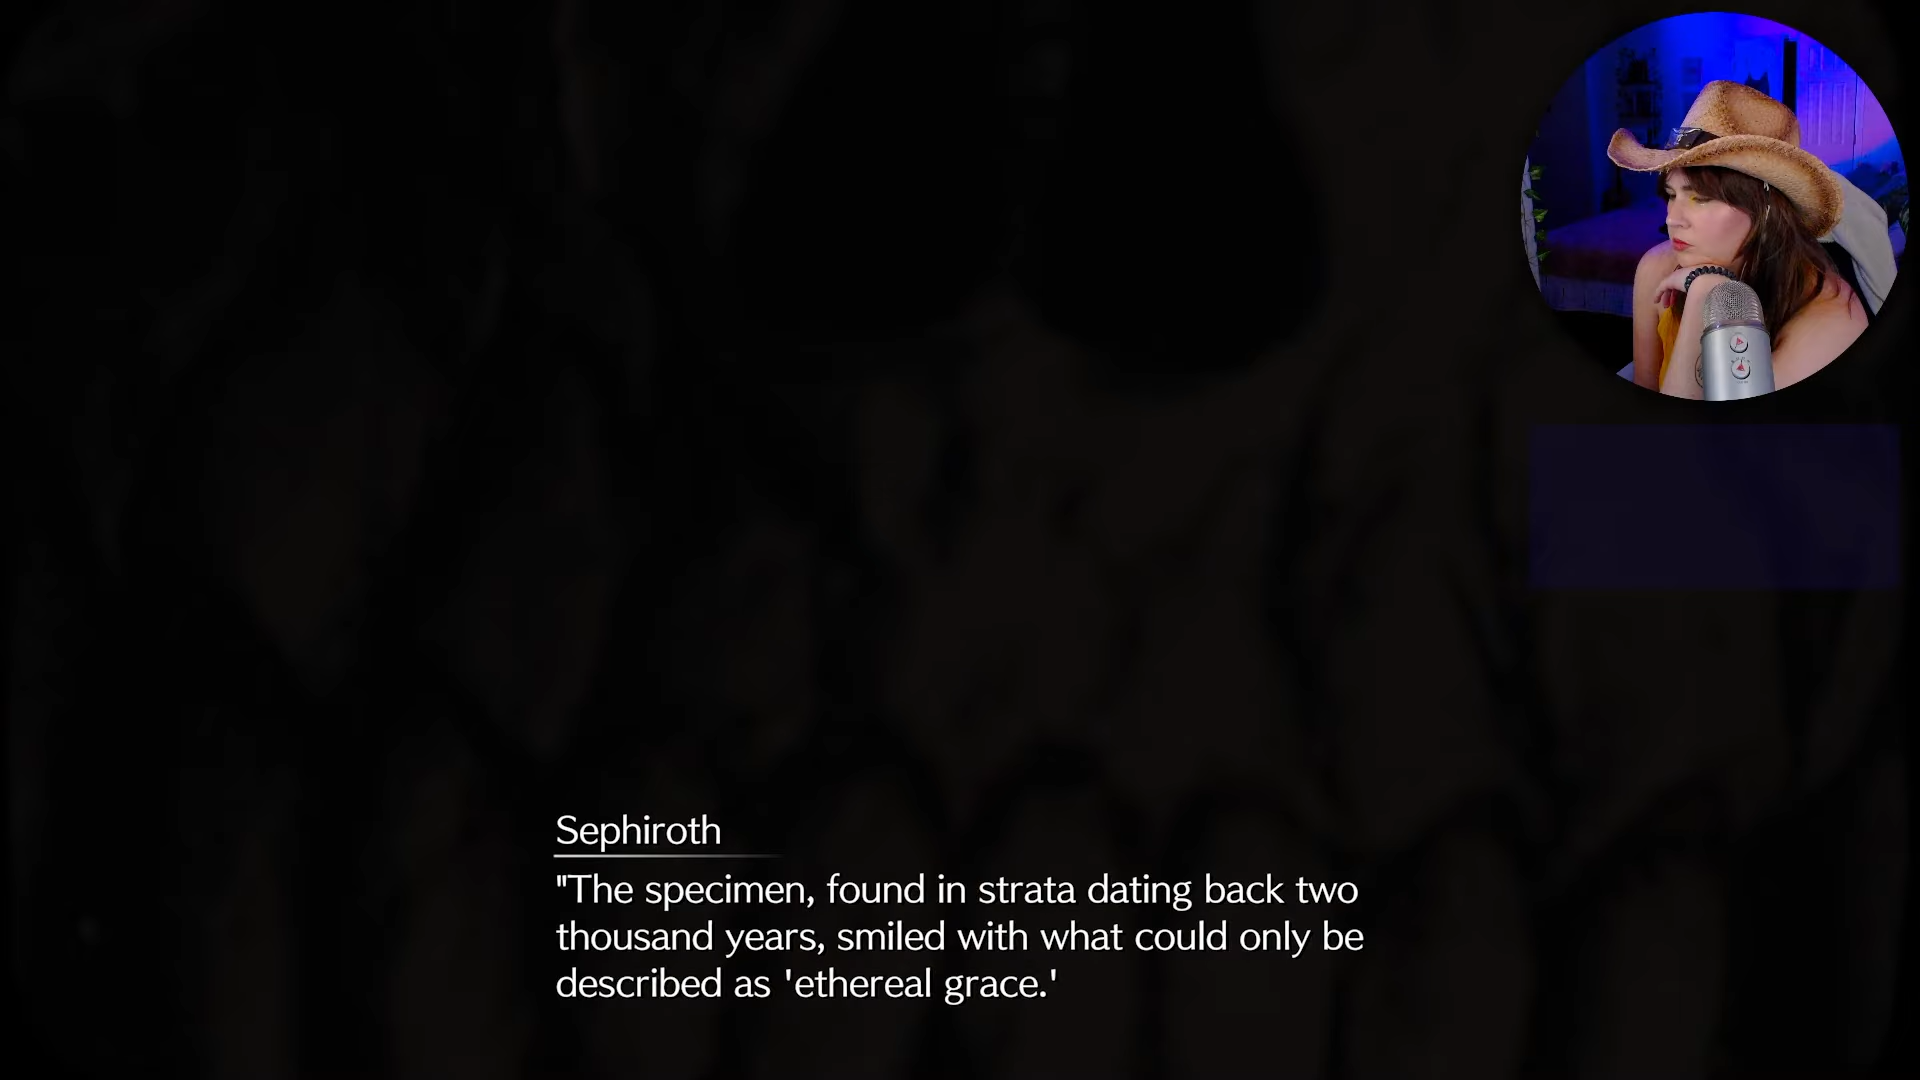 Sephiroth
"The specimen, found in strata dating back two
thousand years, smiled with what could only be
described as 'ethereal grace.'